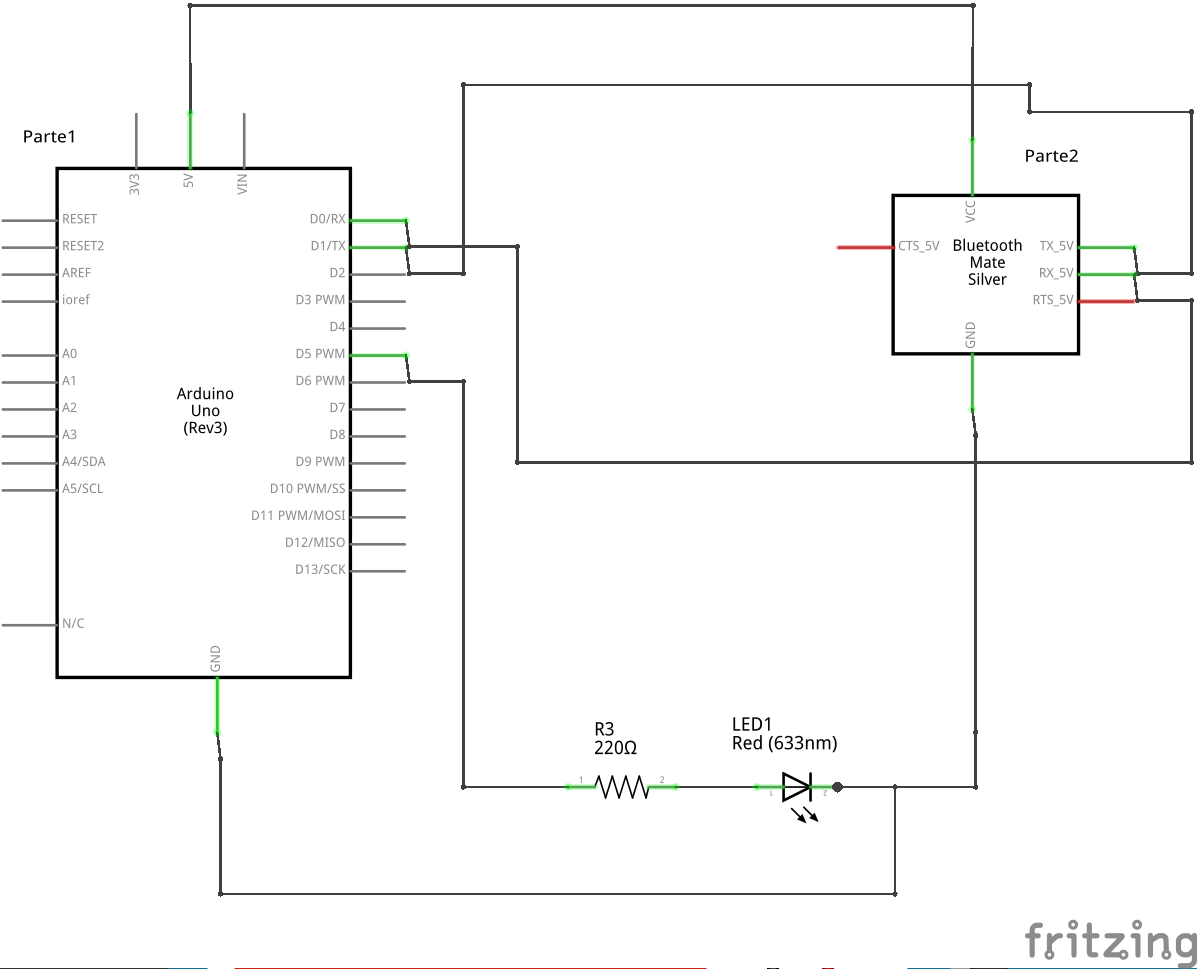 Parte1
3V3
5V
VIN
RESET
RESET2
AREF
ioref
A0
A1
A2
A3
A4/SDA
A5/SCL
N/C
Arduino
Uno
(Rev3)
D0/RX
D1/TX
D2
D3 PWM
D4
D5 PWM
D6 PWM
D7
D8
D9 PWM
D10 PWM/SS
D11 PWM/MOSI
D12/MISO
D13/SCK
GND
Parte2
VCC
CTS_5V
Bluetooth
Mate
Silver
TX_5V
RX_5V
RTS_5V
GND
R3
220Ω
1
2
LED1
Red (633nm)
1
2
fritzing